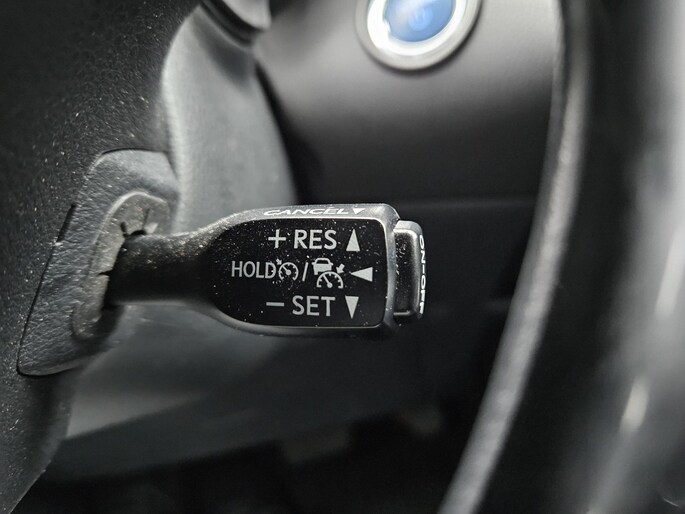 CANCEL▼
+ RES ▲
HOLD / ◀
− SET ▼
ON-OFF